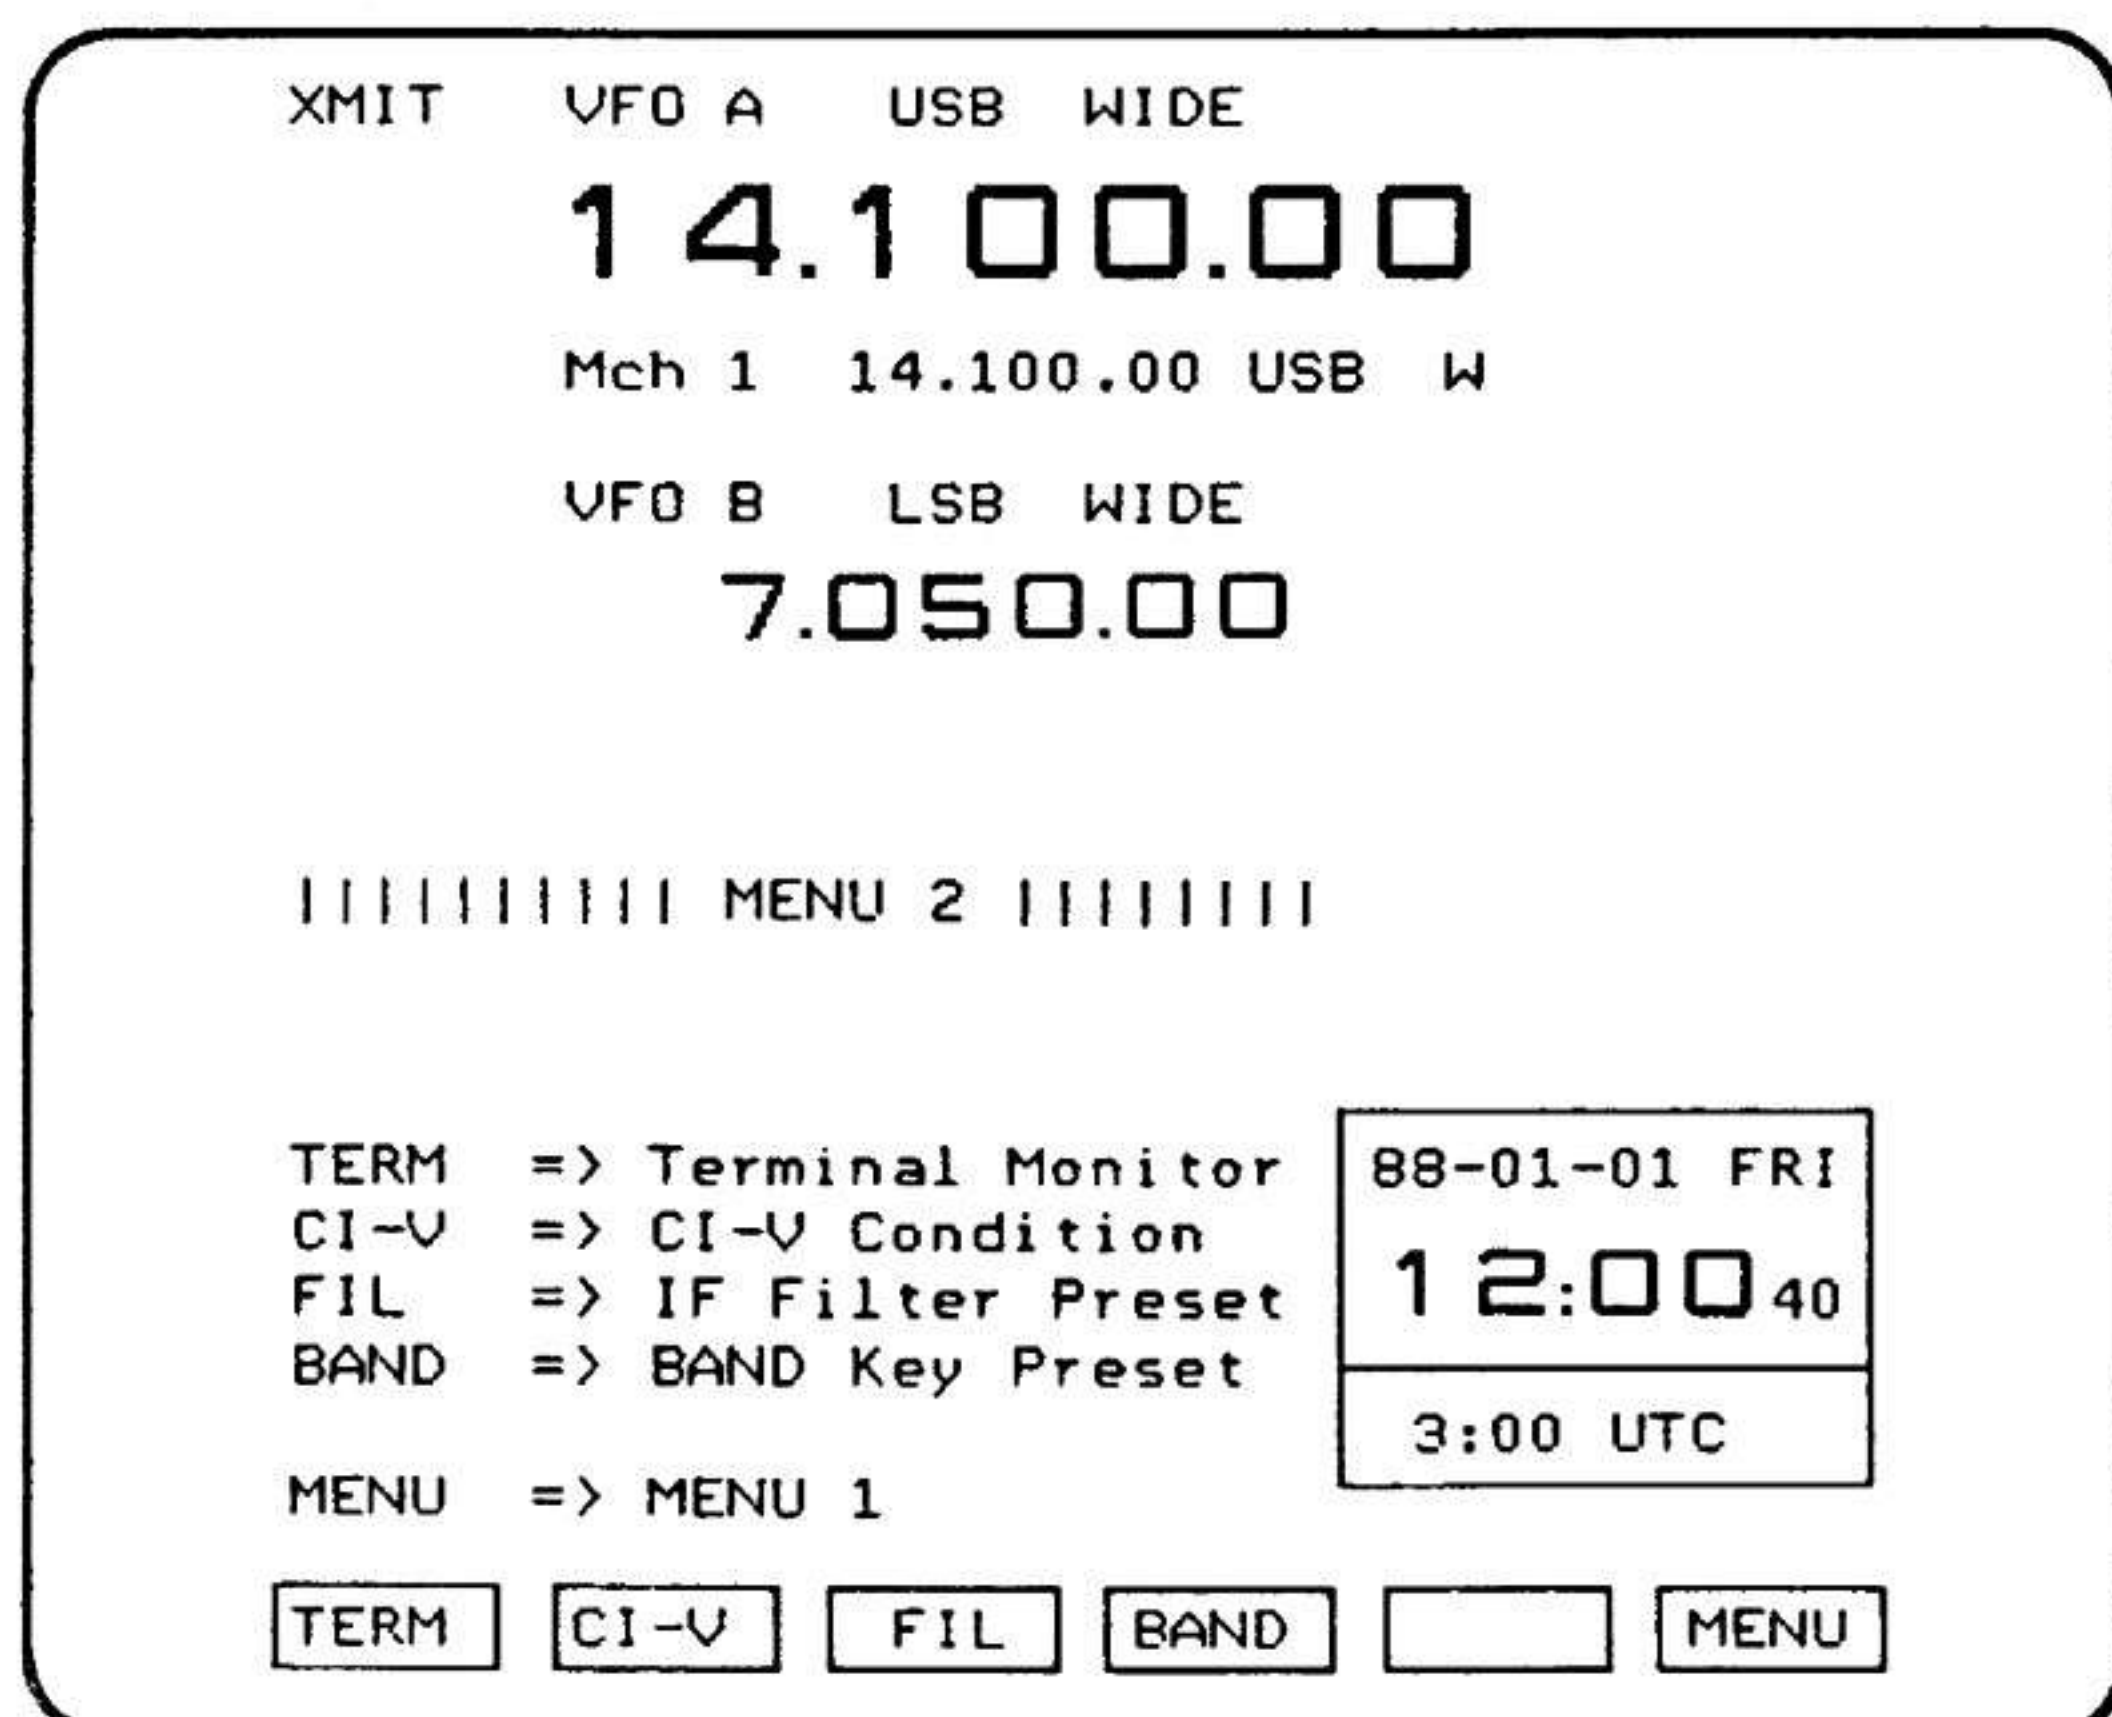 XMIT VFO A USB WIDE
14.100.00
Mch 1 14.100.00 USB W
VFO B LSB WIDE
7.050.00
|||||||||| MENU 2 ||||||||
TERM => Terminal Monitor
CI-V => CI-V Condition
FIL => IF Filter Preset
BAND => BAND Key Preset
MENU => MENU 1
88-01-01 FRI
12:00 40
3:00 UTC
TERM CI-V FIL BAND MENU